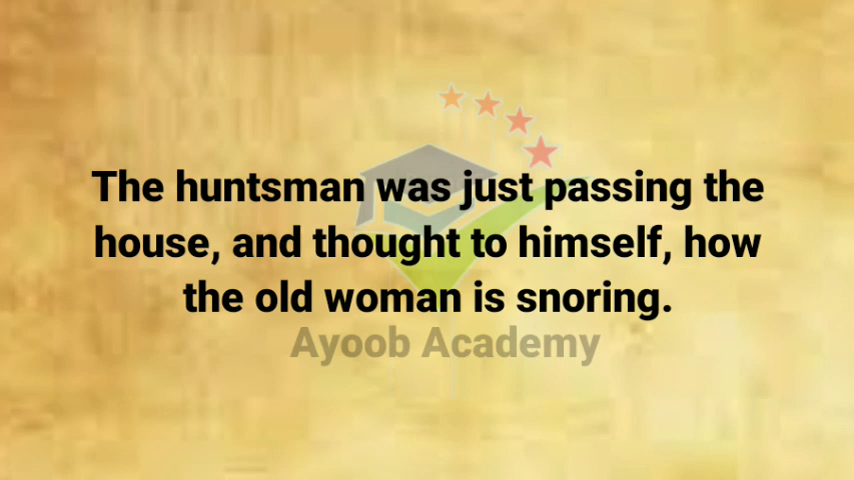 The huntsman was just passing the
house, and thought to himself, how
the old woman is snoring.
Ayoob Academy